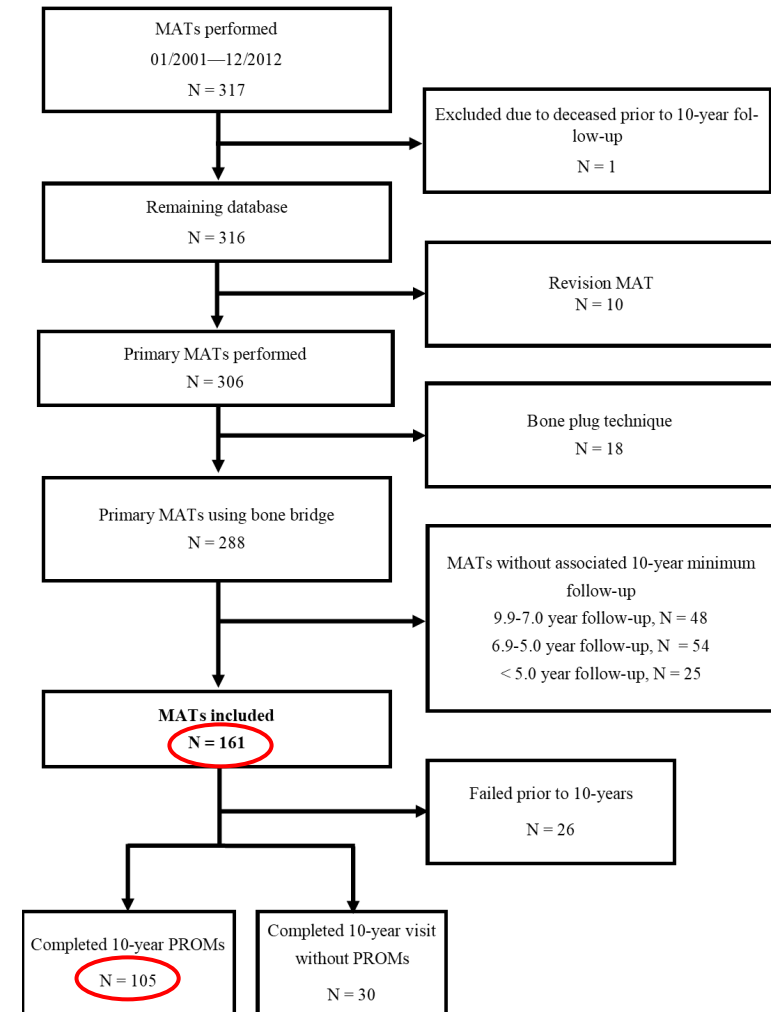 MATs performed
01/2001—12/2012
N = 317
Excluded due to deceased prior to 10-year fol-
low-up
N = 1
Remaining database
N = 316
Revision MAT
N = 10
Primary MATs performed
N = 306
Bone plug technique
N = 18
Primary MATs using bone bridge
N = 288
MATs without associated 10-year minimum
follow-up
9.9-7.0 year follow-up, N = 48
6.9-5.0 year follow-up, N = 54
< 5.0 year follow-up, N = 25
MATs included
N = 161
Failed prior to 10-years
N = 26
Completed 10-year PROMs
N = 105
Completed 10-year visit
without PROMs
N = 30